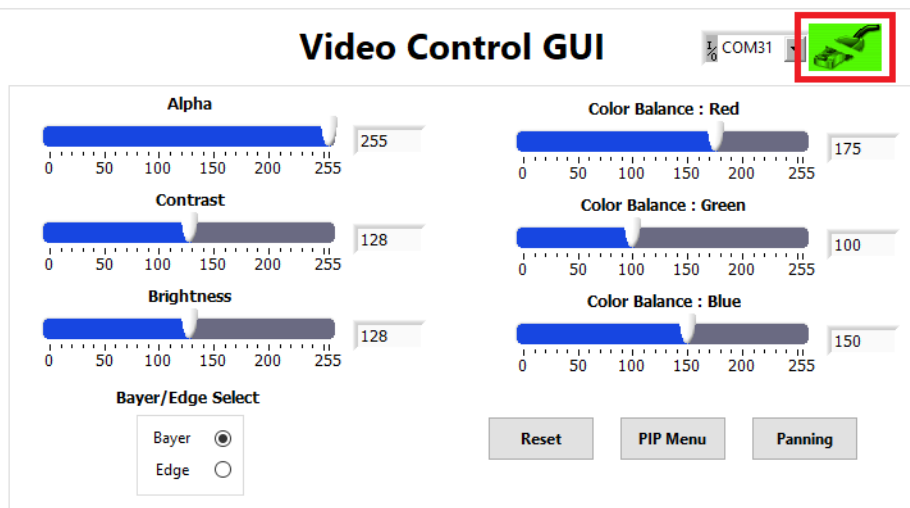 Video Control GUI
I/O COM31
Alpha
255
0 50 100 150 200 255
Contrast
128
0 50 100 150 200 255
Brightness
128
0 50 100 150 200 255
Bayer/Edge Select
Bayer
Edge
Color Balance : Red
175
0 50 100 150 200 255
Color Balance : Green
100
0 50 100 150 200 255
Color Balance : Blue
150
0 50 100 150 200 255
Reset PIP Menu Panning